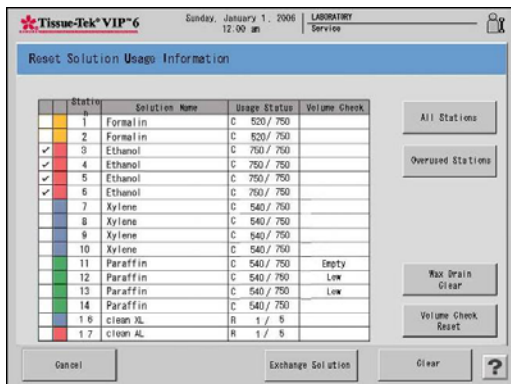 Tissue-Tek® VIP™6
Sunday, January 1, 2006
12.00 am
LABORATORY
Service
Reset Solution Usage Information
Station Solution Name Usage Status Volume Check
1 Formalin C 520/ 750
2 Formalin C 520/ 750
✓ 3 Ethanol C 750/ 750
✓ 4 Ethanol C 750/ 750
✓ 5 Ethanol C 750/ 750
✓ 6 Ethanol C 750/ 750
7 Xylene C 540/ 750
8 Xylene C 540/ 750
9 Xylene C 540/ 750
10 Xylene C 540/ 750
11 Paraffin C 540/ 750 Empty
12 Paraffin C 540/ 750 Low
13 Paraffin C 540/ 750 Low
14 Paraffin C 540/ 750
16 clean XL R 1/ 5
17 clean AL R 1/ 5
All Stations
Overused Stations
Wax Drain
Clear
Volume Check
Reset
Cancel
Exchange Solution
Clear
?